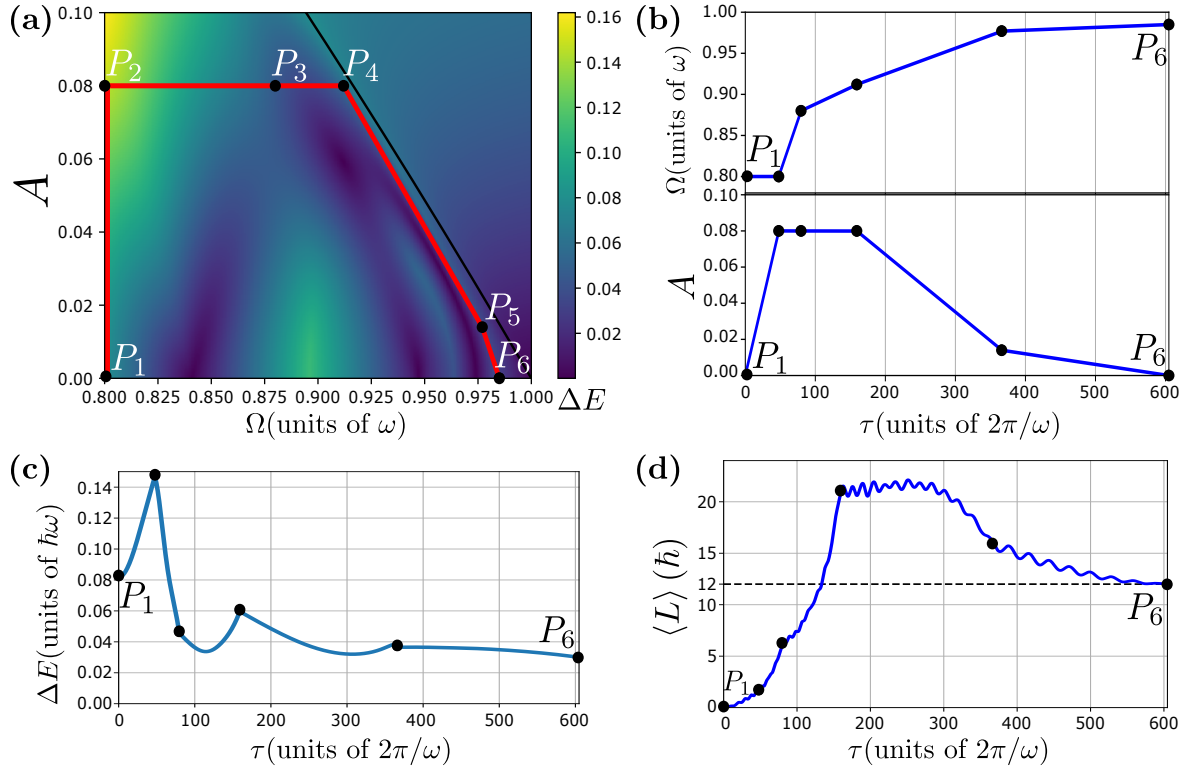 (a)
0.10
0.08
0.06
0.04
0.02
0.00
A
P₂
P₃
P₄
P₅
P₁
P₆
0.800 0.825 0.850 0.875 0.900 0.925 0.950 0.975 1.000
Ω(units of ω)
0.16
0.14
0.12
0.10
0.08
0.06
0.04
0.02
ΔE
(b)
1.00
0.95
0.90
0.85
0.80
Ω(units of ω)
P₁
P₆
0.10
0.08
0.06
0.04
0.02
0.00
A
P₁
P₆
0 100 200 300 400 500 600
τ(units of 2π/ω)
(c)
0.14
0.12
0.10
0.08
0.06
0.04
0.02
0.00
ΔE(units of ħω)
P₁
P₆
0 100 200 300 400 500 600
τ(units of 2π/ω)
(d)
20
15
12
10
5
0
⟨L⟩ (ħ)
P₁
P₆
0 100 200 300 400 500 600
τ(units of 2π/ω)